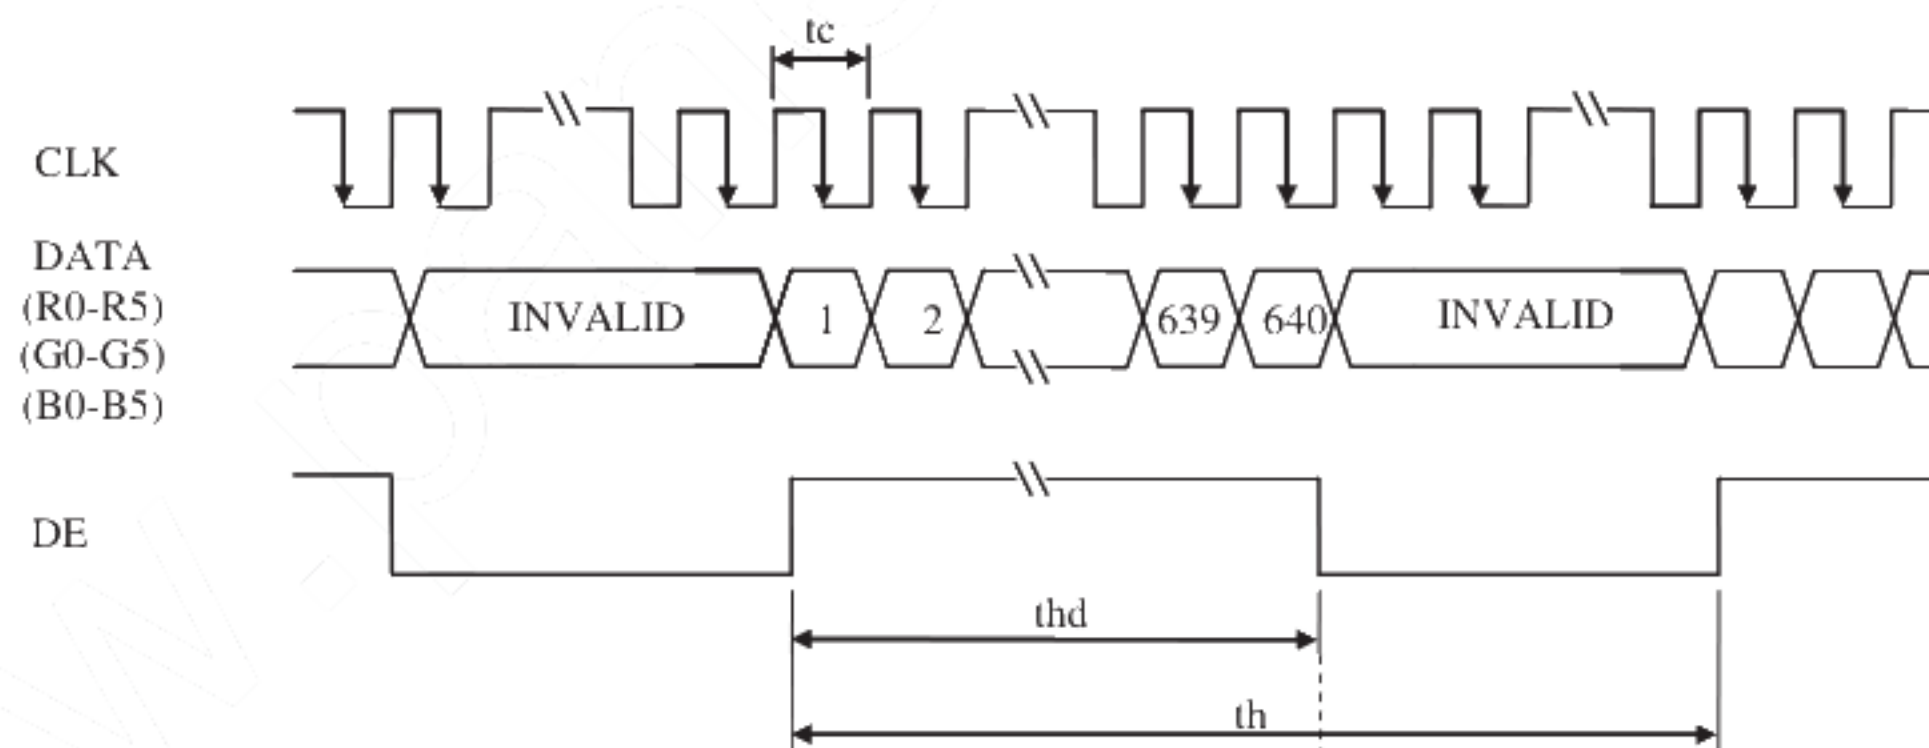 tc
CLK
DATA
(R0-R5)
(G0-G5)
(B0-B5)
INVALID 1 2 639 640 INVALID
DE
thd
th